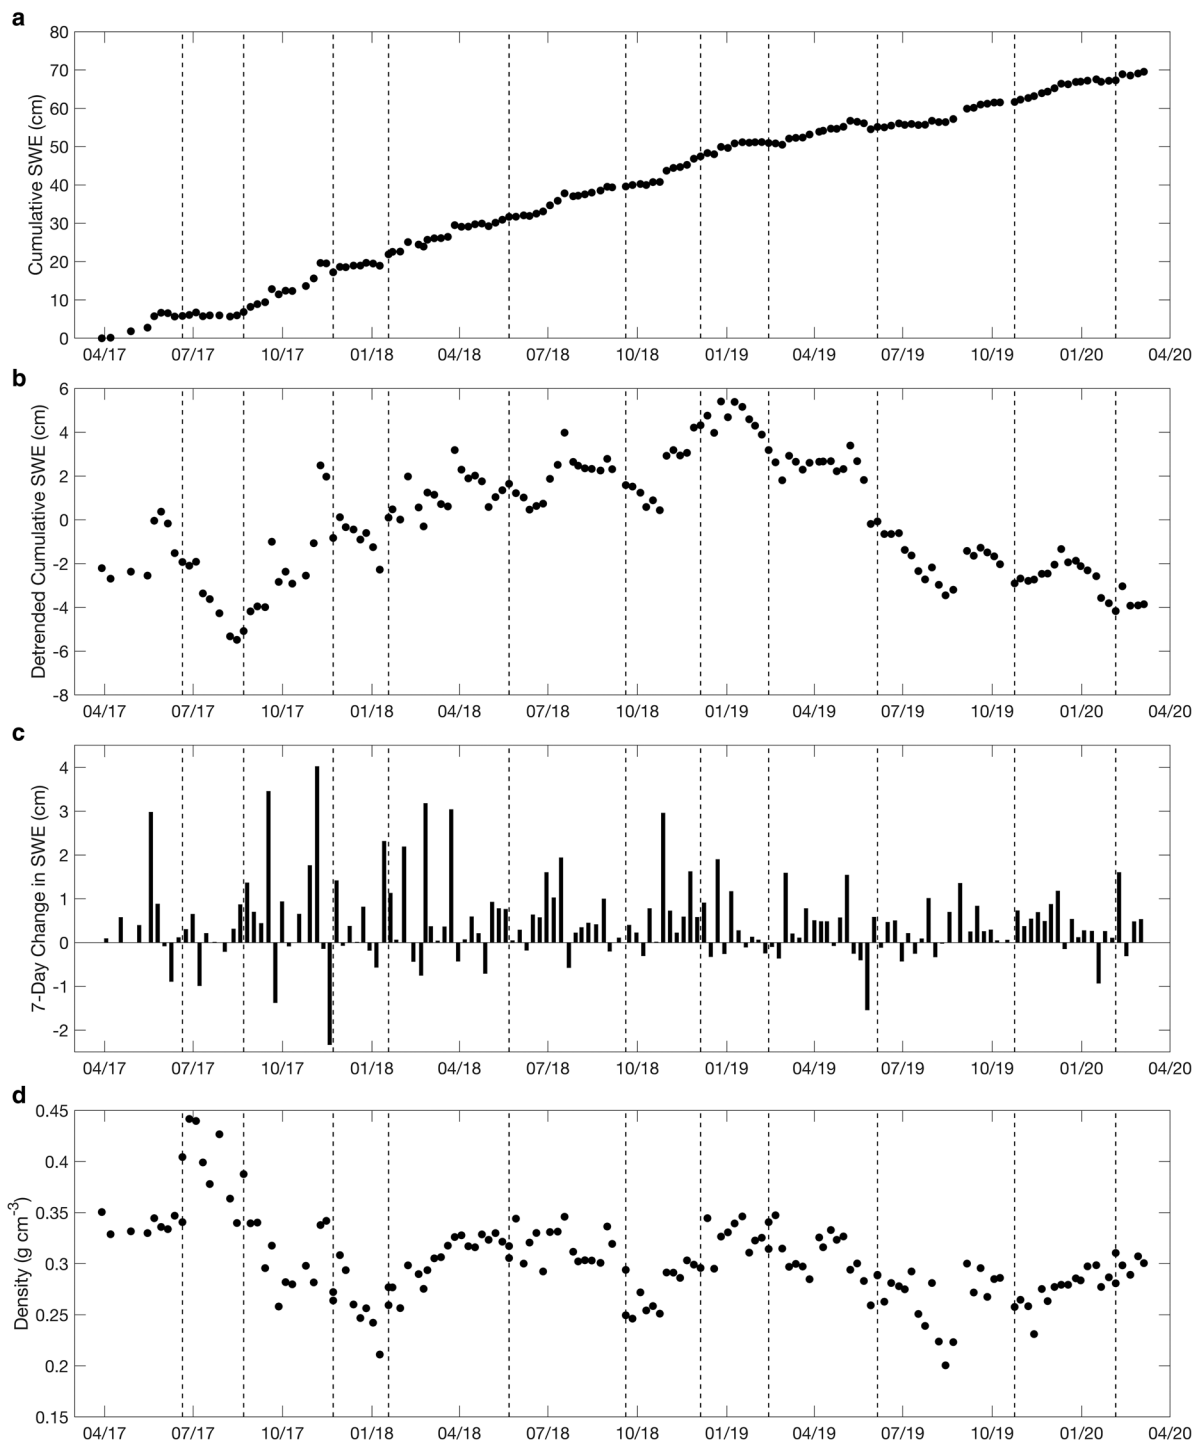 a
80
70
60
50
40
30
20
10
0
Cumulative SWE (cm)
04/17 07/17 10/17 01/18 04/18 07/18 10/18 01/19 04/19 07/19 10/19 01/20 04/20
b
6
4
2
0
-2
-4
-6
-8
Detrended Cumulative SWE (cm)
04/17 07/17 10/17 01/18 04/18 07/18 10/18 01/19 04/19 07/19 10/19 01/20 04/20
c
4
3
2
1
0
-1
-2
7-Day Change in SWE (cm)
04/17 07/17 10/17 01/18 04/18 07/18 10/18 01/19 04/19 07/19 10/19 01/20 04/20
d
0.45
0.4
0.35
0.3
0.25
0.2
0.15
Density (g cm⁻³)
04/17 07/17 10/17 01/18 04/18 07/18 10/18 01/19 04/19 07/19 10/19 01/20 04/20